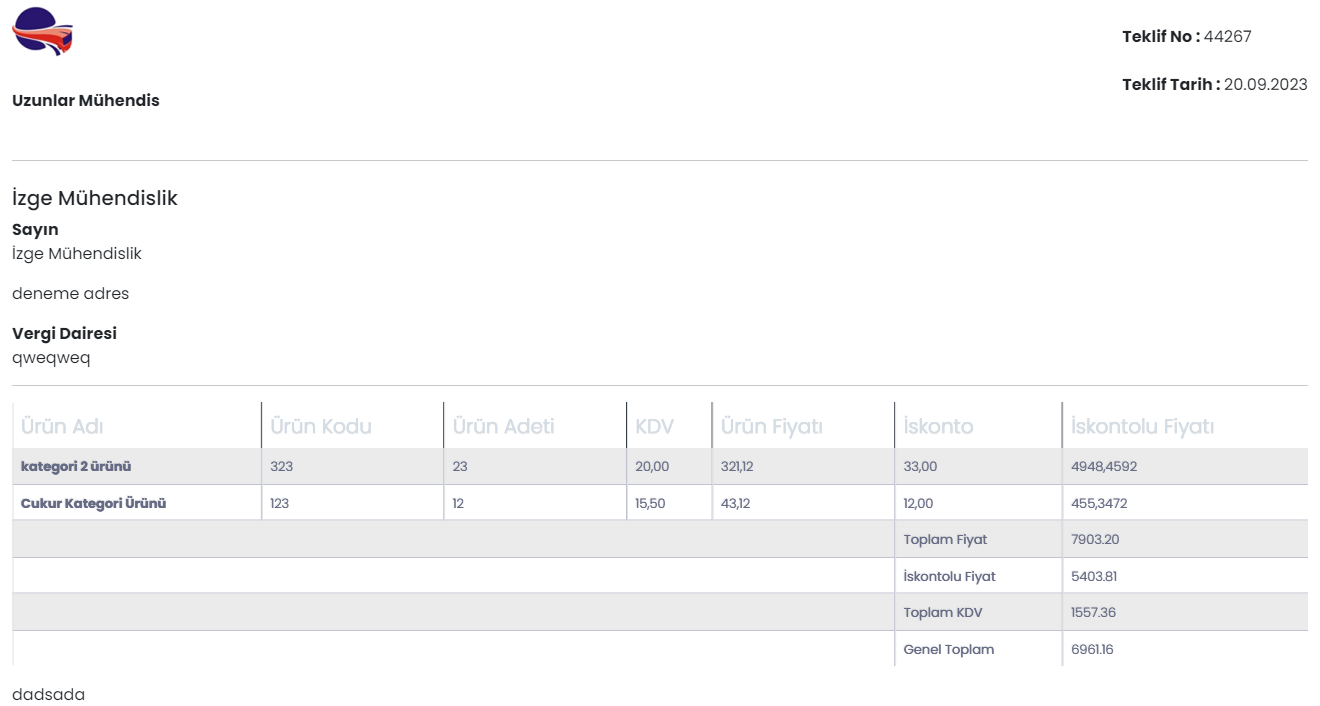 Teklif No : 44267
Teklif Tarih : 20.09.2023
Uzunlar Mühendis
İzge Mühendislik
Sayın
İzge Mühendislik
deneme adres
Vergi Dairesi
qweqweq
Ürün Adı Ürün Kodu Ürün Adeti KDV Ürün Fiyatı İskonto İskontolu Fiyatı
kategori 2 ürünü 323 23 20,00 321,12 33,00 4948,4592
Cukur Kategori Ürünü 123 12 15,50 43,12 12,00 455,3472
Toplam Fiyat 7903.20
İskontolu Fiyat 5403.81
Toplam KDV 1557.36
Genel Toplam 6961.16
dadsada